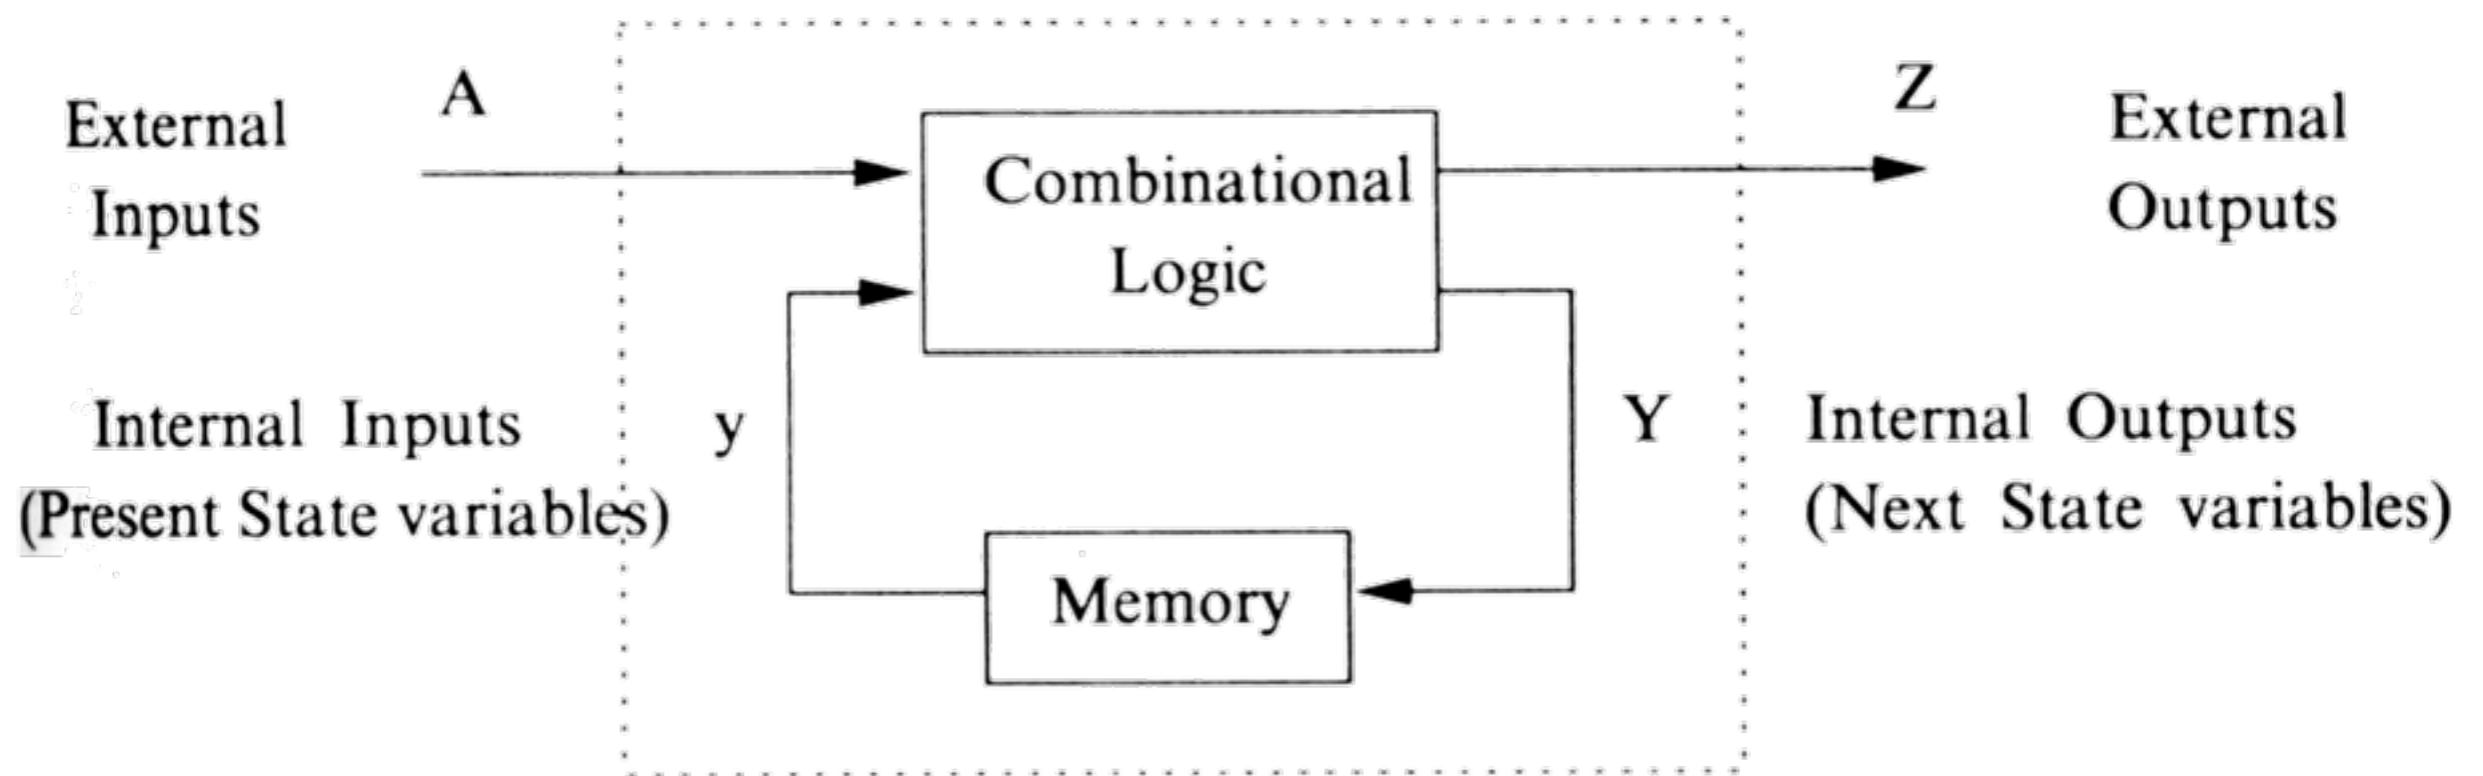 External
Inputs
A
Combinational
Logic
Z
External
Outputs
Internal Inputs
(Present State variables)
y
Y
Internal Outputs
(Next State variables)
Memory